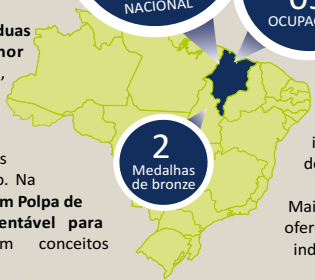 NACIONAL
OCUPAÇ
duas
nor
,
s
o. Na
m Polpa de
entável para
m conceitos
2
Medalhas
de bronze
i
de
Mai
ofer
ind